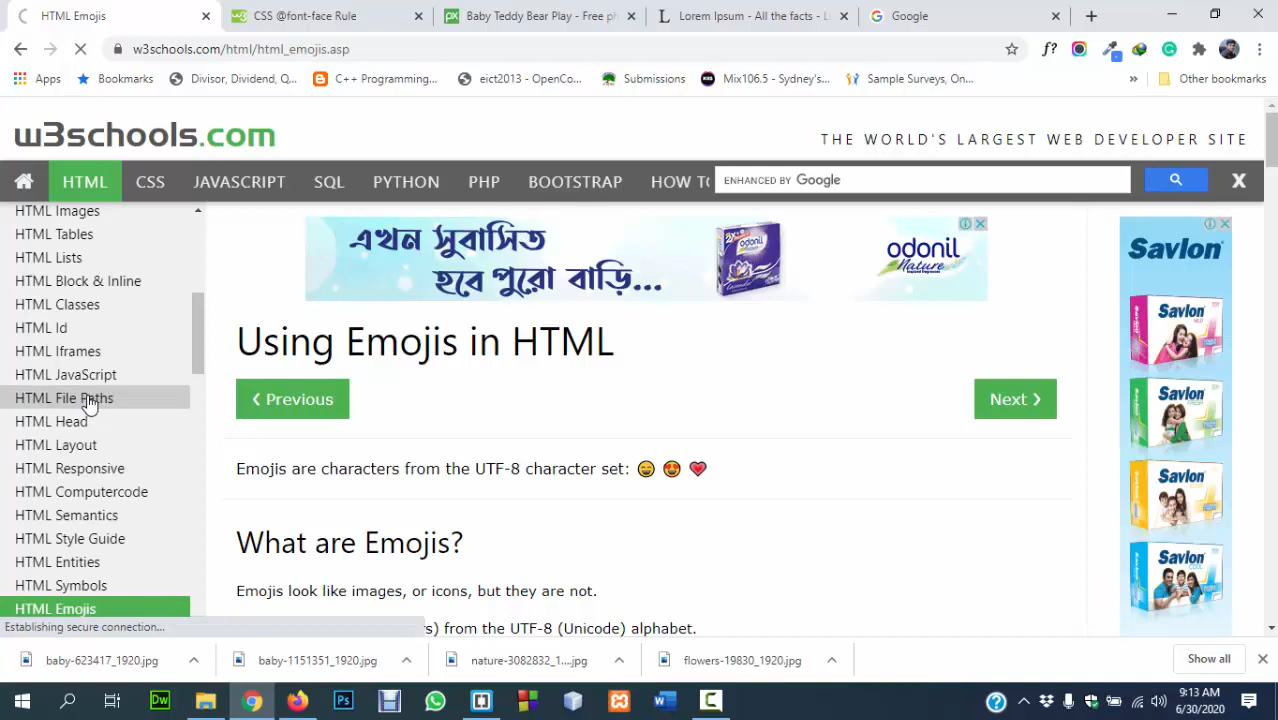 HTML Emojis
CSS @font-face Rule
Baby Teddy Bear Play - Free ph
Lorem Ipsum - All the facts - Li
Google
w3schools.com/html/html_emojis.asp
Apps
Bookmarks
Divisor, Dividend, Q...
C++ Programming...
eict2013 - OpenCo...
Submissions
Mix106.5 - Sydney's...
Sample Surveys, On...
Other bookmarks
w3schools.com
THE WORLD'S LARGEST WEB DEVELOPER SITE
HTML CSS JAVASCRIPT SQL PYTHON PHP BOOTSTRAP HOW TO
ENHANCED BY Google
HTML Images
HTML Tables
HTML Lists
HTML Block & Inline
HTML Classes
HTML Id
HTML Iframes
HTML JavaScript
HTML File Paths
HTML Head
HTML Layout
HTML Responsive
HTML Computercode
HTML Semantics
HTML Style Guide
HTML Entities
HTML Symbols
HTML Emojis
এখন সুবাসিত
হবে পুরো বাড়ি...
odonil
Nature
odonil
Savlon
Savlon
Savlon
Savlon
Savlon
Using Emojis in HTML
❮ Previous
Next ❯
Emojis are characters from the UTF-8 character set: 😄 😍 💗
What are Emojis?
Emojis look like images, or icons, but they are not.
s) from the UTF-8 (Unicode) alphabet.
Establishing secure connection...
baby-623417_1920.jpg
baby-1151351_1920.jpg
nature-3082832_1....jpg
flowers-19830_1920.jpg
Show all
9:13 AM
6/30/2020